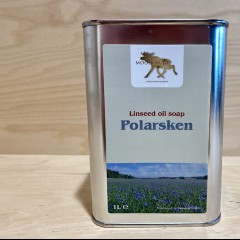 Linseed oil soap
Polarsken
1L ℮